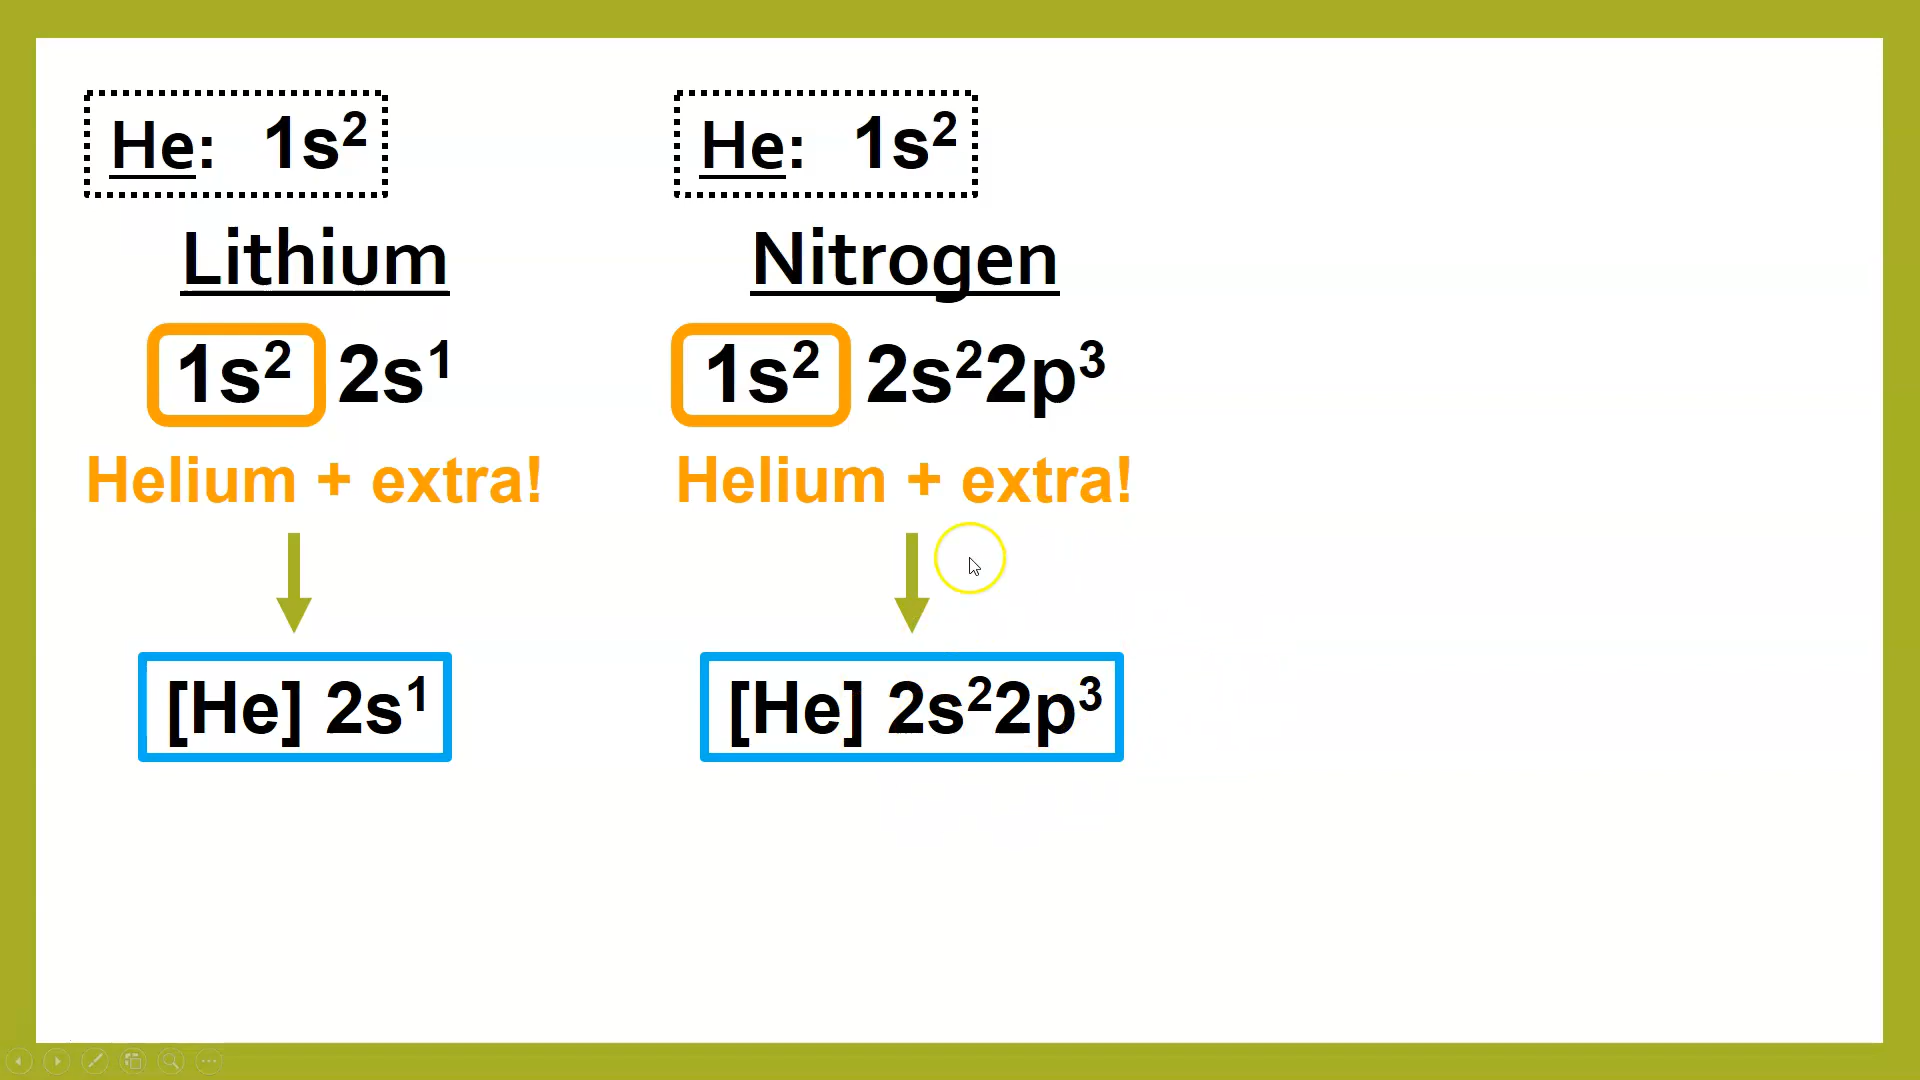 He: 1s²
Lithium
1s² 2s¹
Helium + extra!
[He] 2s¹
He: 1s²
Nitrogen
1s² 2s²2p³
Helium + extra!
[He] 2s²2p³